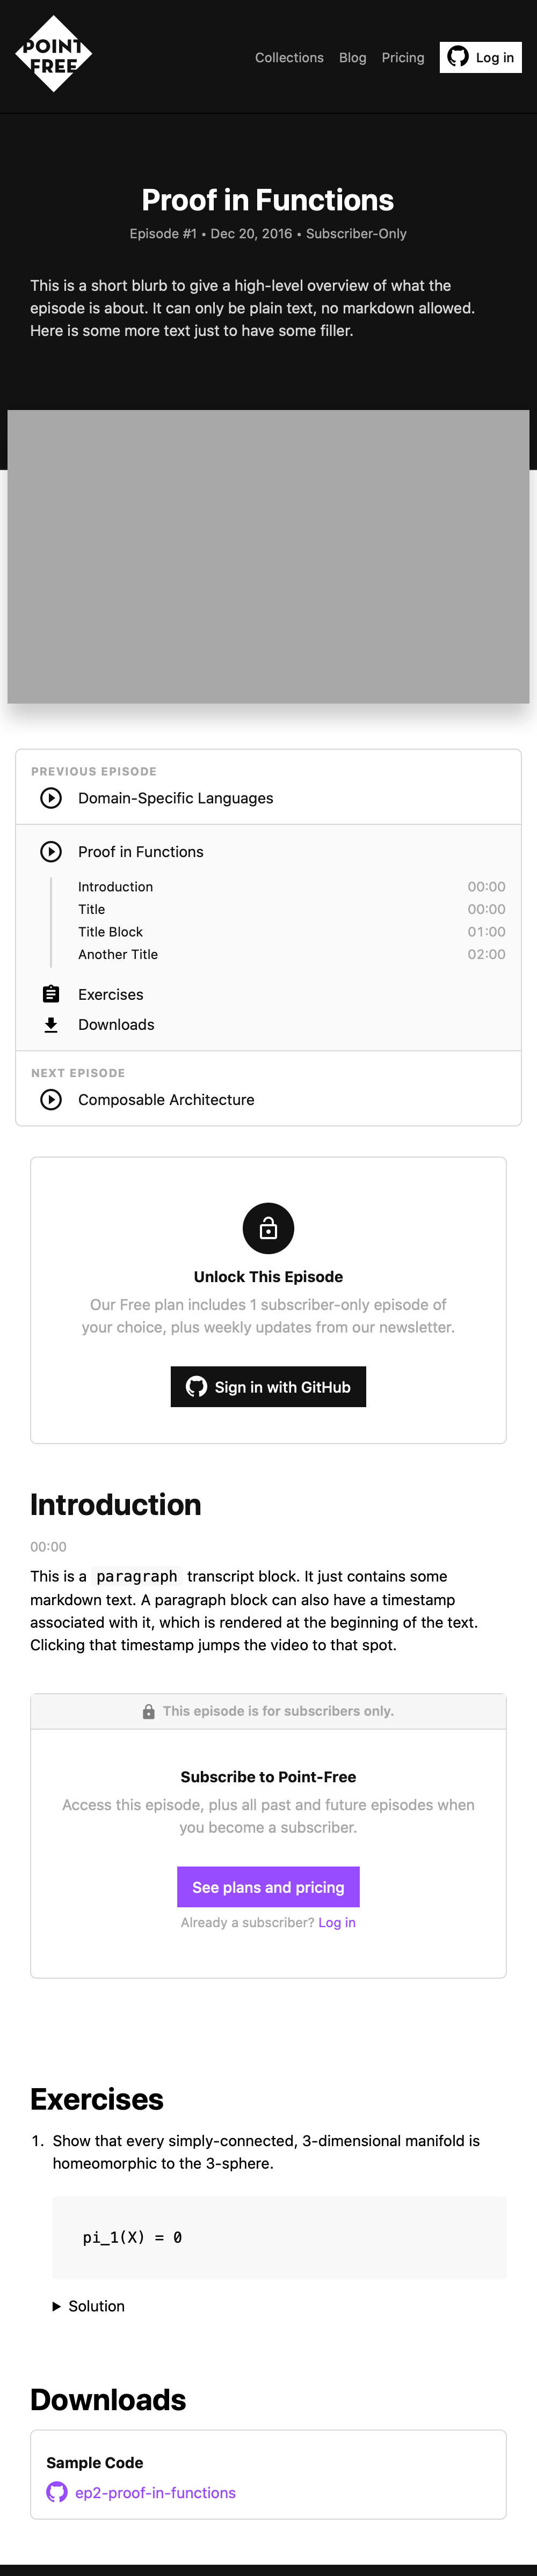 POINT
FREE
Collections Blog Pricing Log in
Proof in Functions
Episode #1 • Dec 20, 2016 • Subscriber-Only
This is a short blurb to give a high-level overview of what the
episode is about. It can only be plain text, no markdown allowed.
Here is some more text just to have some filler.
PREVIOUS EPISODE
Domain-Specific Languages
Proof in Functions
Introduction 00:00
Title 00:00
Title Block 01:00
Another Title 02:00
Exercises
Downloads
NEXT EPISODE
Composable Architecture
Unlock This Episode
Our Free plan includes 1 subscriber-only episode of
your choice, plus weekly updates from our newsletter.
Sign in with GitHub
Introduction
00:00
This is a paragraph transcript block. It just contains some
markdown text. A paragraph block can also have a timestamp
associated with it, which is rendered at the beginning of the text.
Clicking that timestamp jumps the video to that spot.
This episode is for subscribers only.
Subscribe to Point-Free
Access this episode, plus all past and future episodes when
you become a subscriber.
See plans and pricing
Already a subscriber? Log in
Exercises
1. Show that every simply-connected, 3-dimensional manifold is
homeomorphic to the 3-sphere.
pi_1(X) = 0
Solution
Downloads
Sample Code
ep2-proof-in-functions